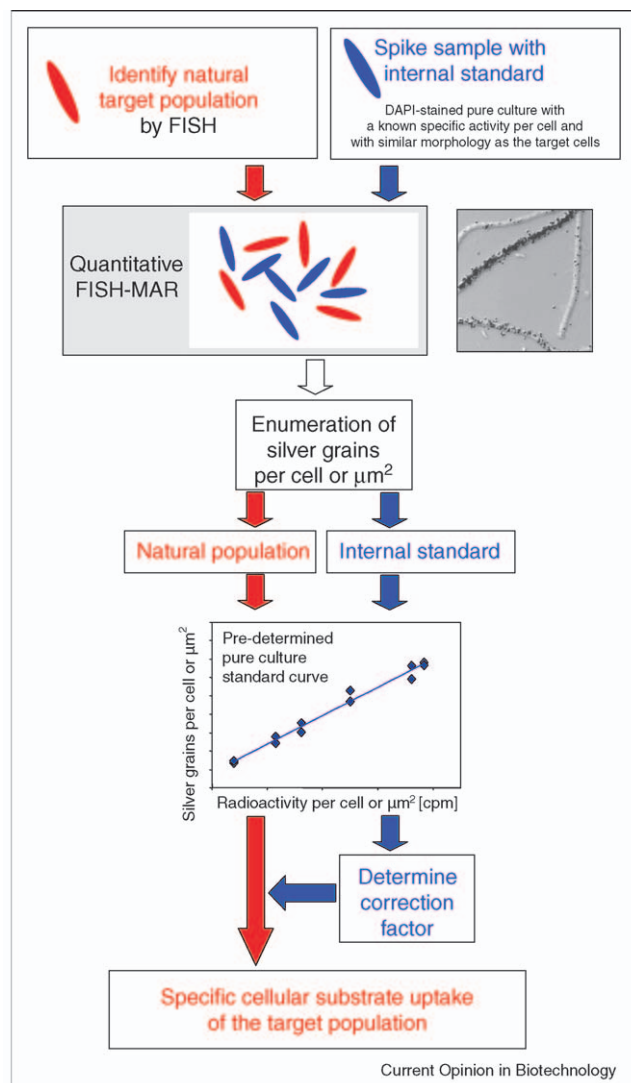 Identify natural
target population
by FISH
Spike sample with
internal standard
DAPI-stained pure culture with
a known specific activity per cell and
with similar morphology as the target cells
Quantitative
FISH-MAR
Enumeration of
silver grains
per cell or μm²
Natural population
Internal standard
Pre-determined
pure culture
standard curve
Silver grains per cell or μm²
Radioactivity per cell or μm² [cpm]
Determine
correction
factor
Specific cellular substrate uptake
of the target population
Current Opinion in Biotechnology